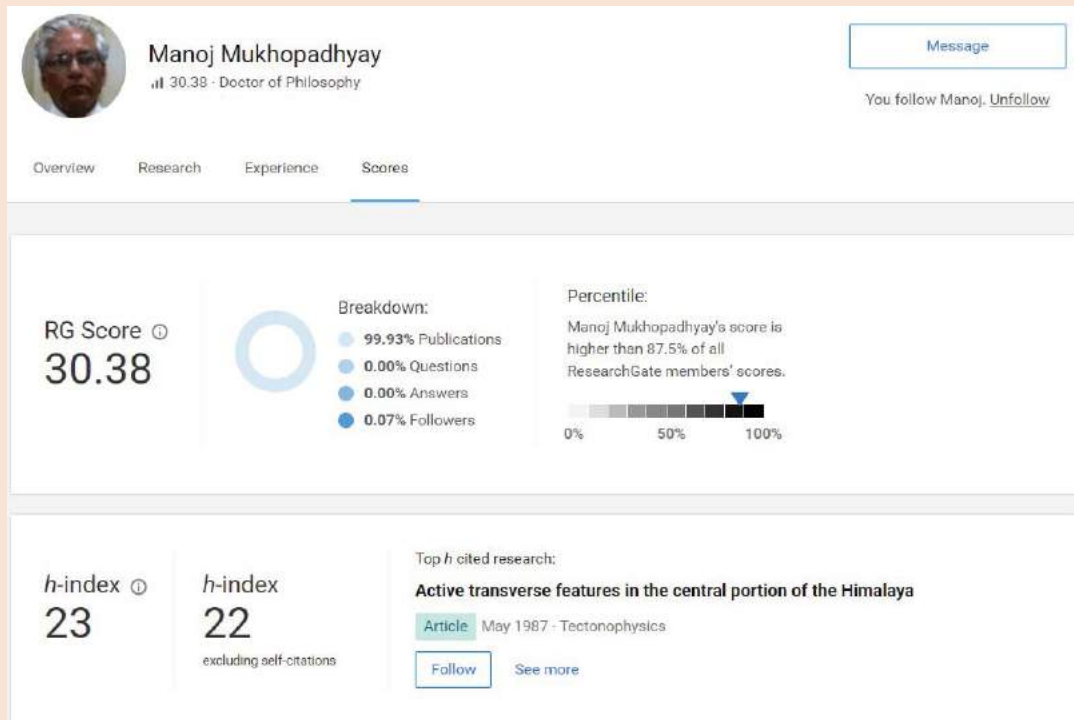 Manoj Mukhopadhyay
30.38 · Doctor of Philosophy
Message
You follow Manoj. Unfollow
Overview Research Experience Scores
RG Score
30.38
Breakdown:
99.93% Publications
0.00% Questions
0.00% Answers
0.07% Followers
Percentile:
Manoj Mukhopadhyay's score is
higher than 87.5% of all
ResearchGate members' scores.
0% 50% 100%
h-index
23
h-index
22
excluding self-citations
Top h cited research:
Active transverse features in the central portion of the Himalaya
Article May 1987 · Tectonophysics
Follow See more